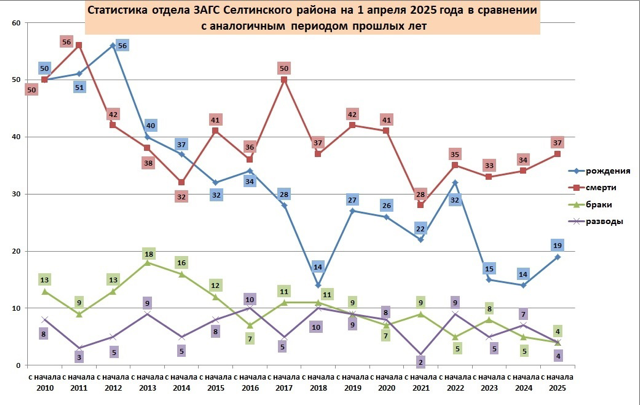 Статистика отдела ЗАГС Селтинского района на 1 апреля 2025 года в сравнении
с аналогичным периодом прошлых лет
60
50
40
30
20
10
0
50 51 56 40 37 32 34 28 14 27 26 22 32 15 14 19
50 56 42 38 32 41 36 50 37 42 41 28 35 33 34 37
13 9 13 18 16 12 7 11 11 9 7 9 5 8 5 4
8 3 5 9 5 8 10 5 10 9 8 2 9 5 7 4
рождения
смерти
браки
разводы
с начала с начала с начала с начала с начала с начала с начала с начала с начала с начала с начала с начала с начала с начала с начала с начала
2010 2011 2012 2013 2014 2015 2016 2017 2018 2019 2020 2021 2022 2023 2024 2025